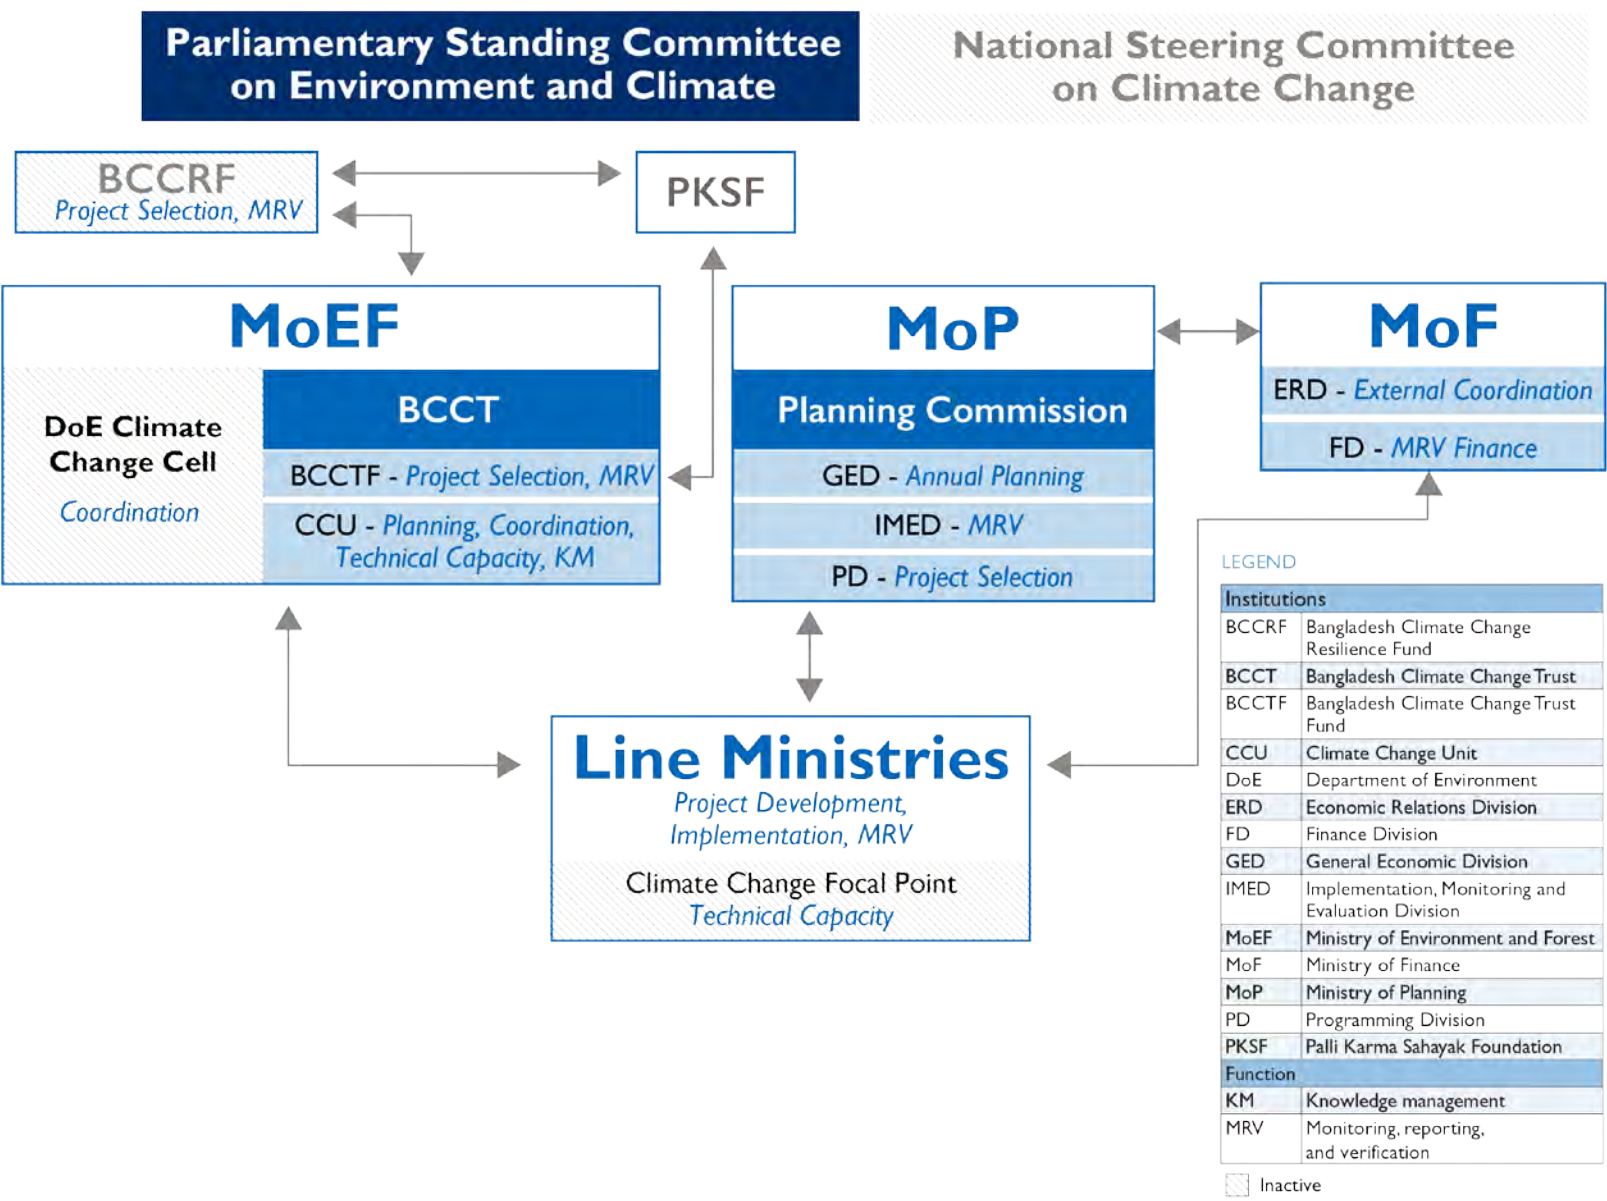 Parliamentary Standing Committee
on Environment and Climate
National Steering Committee
on Climate Change
BCCRF
Project Selection, MRV
PKSF
MoEF
DoE Climate
Change Cell
Coordination
BCCT
BCCTF - Project Selection, MRV
CCU - Planning, Coordination,
Technical Capacity, KM
MoP
Planning Commission
GED - Annual Planning
IMED - MRV
PD - Project Selection
MoF
ERD - External Coordination
FD - MRV Finance
Line Ministries
Project Development,
Implementation, MRV
Climate Change Focal Point
Technical Capacity
LEGEND
Institutions
BCCRF Bangladesh Climate Change
Resilience Fund
BCCT Bangladesh Climate Change Trust
BCCTF Bangladesh Climate Change Trust
Fund
CCU Climate Change Unit
DoE Department of Environment
ERD Economic Relations Division
FD Finance Division
GED General Economic Division
IMED Implementation, Monitoring and
Evaluation Division
MoEF Ministry of Environment and Forest
MoF Ministry of Finance
MoP Ministry of Planning
PD Programming Division
PKSF Palli Karma Sahayak Foundation
Function
KM Knowledge management
MRV Monitoring, reporting,
and verification
Inactive